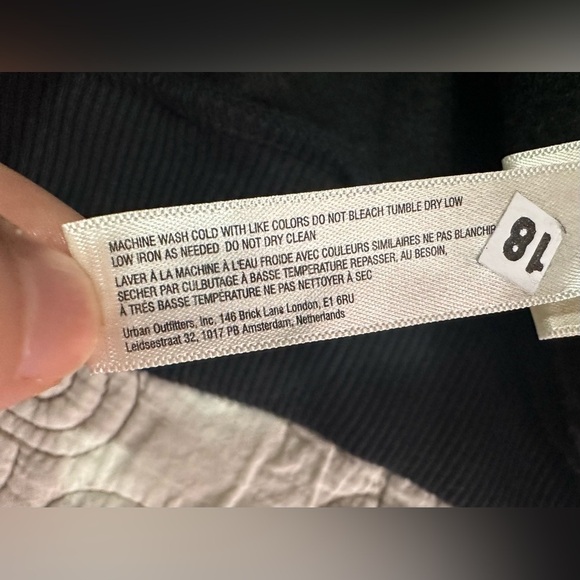 MACHINE WASH COLD WITH LIKE COLORS DO NOT BLEACH TUMBLE DRY LOW
LOW IRON AS NEEDED DO NOT DRY CLEAN
LAVER À LA MACHINE À L'EAU FROIDE AVEC COULEURS SIMILAIRES NE PAS BLANCHIR
SECHER PAR CULBUTAGE À BASSE TEMPERATURE REPASSER, AU BESOIN,
À TRÈS BASSE TEMPÉRATURE NE PAS NETTOYER À SEC
Urban Outfitters, Inc, 146 Brick Lane London, E1 6RU
Leidsestraat 32, 1017 PB Amsterdam, Netherlands
18